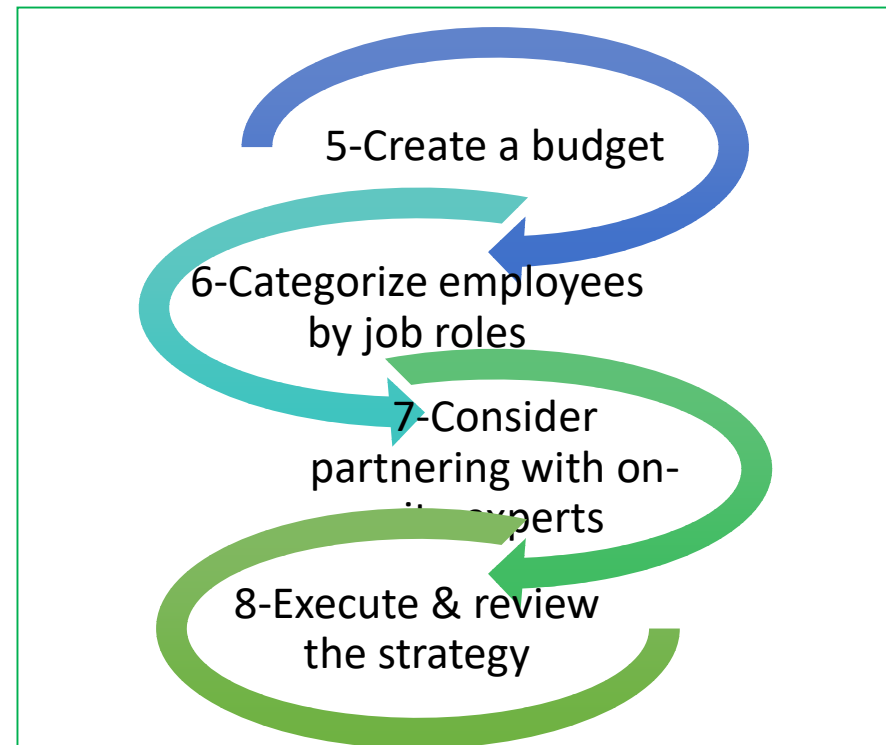 5-Create a budget
6-Categorize employees
by job roles
7-Consider
partnering with on-
experts
8-Execute & review
the strategy